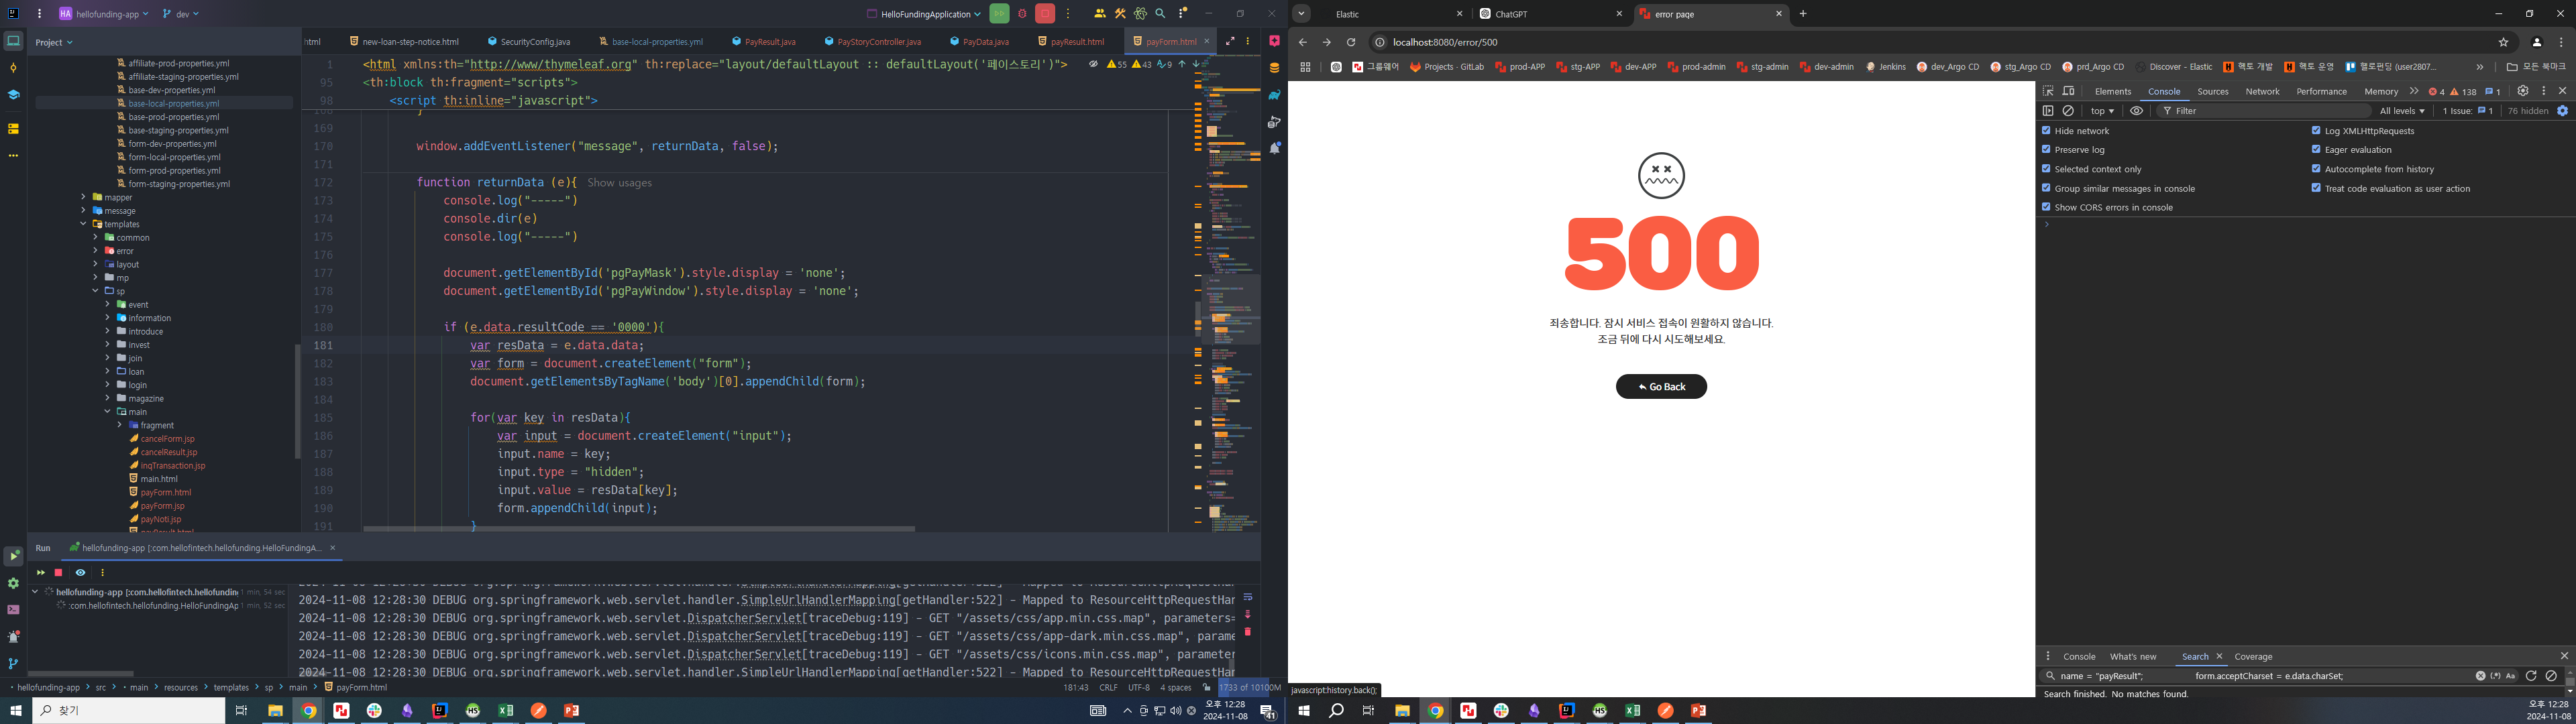 hellofunding-app
dev
HelloFundingApplication
Project
html
new-loan-step-notice.html
SecurityConfig.java
base-local-properties.yml
PayResult.java
PayStoryController.java
PayData.java
payResult.html
payForm.html
affiliate-prod-properties.yml
affiliate-staging-properties.yml
base-dev-properties.yml
base-local-properties.yml
base-prod-properties.yml
base-staging-properties.yml
form-dev-properties.yml
form-local-properties.yml
form-prod-properties.yml
form-staging-properties.yml
mapper
message
templates
common
error
layout
mp
sp
event
information
introduce
invest
join
loan
login
magazine
main
fragment
cancelForm.jsp
cancelResult.jsp
inqTransaction.jsp
main.html
payForm.html
payForm.jsp
payNoti.jsp
1 <html xmlns:th="http://www/thymeleaf.org" th:replace="layout/defaultLayout :: defaultLayout('페이스토리')">
55 43 9
95 <th:block th:fragment="scripts">
98 <script th:inline="javascript">
169
170 window.addEventListener("message", returnData, false);
171
172 function returnData (e){ Show usages
173 console.log("-----")
174 console.dir(e)
175 console.log("-----")
176
177 document.getElementById('pgPayMask').style.display = 'none';
178 document.getElementById('pgPayWindow').style.display = 'none';
179
180 if (e.data.resultCode == '0000'){
181 var resData = e.data.data;
182 var form = document.createElement("form");
183 document.getElementsByTagName('body')[0].appendChild(form);
184
185 for(var key in resData){
186 var input = document.createElement("input");
187 input.name = key;
188 input.type = "hidden";
189 input.value = resData[key];
190 form.appendChild(input);
191 }
Run
hellofunding-app [:com.hellofintech.hellofunding.HelloFundingA...
hellofunding-app [:com.hellofintech.hellofunding 1 min, 54 sec
:com.hellofintech.hellofunding.HelloFundingAp 1 min, 52 sec
2024-11-08 12:28:30 DEBUG org.springframework.web.servlet.handler.SimpleUrlHandlerMapping[getHandler:522] - Mapped to ResourceHttpRequestHan
2024-11-08 12:28:30 DEBUG org.springframework.web.servlet.DispatcherServlet[traceDebug:119] - GET "/assets/css/app.min.css.map", parameters=
2024-11-08 12:28:30 DEBUG org.springframework.web.servlet.DispatcherServlet[traceDebug:119] - GET "/assets/css/app-dark.min.css.map", parame
2024-11-08 12:28:30 DEBUG org.springframework.web.servlet.DispatcherServlet[traceDebug:119] - GET "/assets/css/icons.min.css.map", parameter
2024-11-08 12:28:30 DEBUG org.springframework.web.servlet.handler.SimpleUrlHandlerMapping[getHandler:522] - Mapped to ResourceHttpRequestHan
hellofunding-app > src > main > resources > templates > sp > main > payForm.html
181:43 CRLF UTF-8 4 spaces 1733 of 10100M
찾기
오후 12:28
2024-11-08
41
Elastic
ChatGPT
error page
localhost:8080/error/500
그룹웨어
Projects · GitLab
prod-APP
stg-APP
dev-APP
prod-admin
stg-admin
dev-admin
Jenkins
dev_Argo CD
stg_Argo CD
prd_Argo CD
Discover - Elastic
핵토 개발
핵토 운영
헬로펀딩 (user2807...
모든 북마크
500
죄송합니다. 잠시 서비스 접속이 원활하지 않습니다.
조금 뒤에 다시 시도해보세요.
Go Back
javascript:history.back();
Elements Console Sources Network Performance Memory
4 138 1
top
Filter
All levels
1 Issue: 1
76 hidden
Hide network
Log XMLHttpRequests
Preserve log
Eager evaluation
Selected context only
Autocomplete from history
Group similar messages in console
Treat code evaluation as user action
Show CORS errors in console
Console What's new Search Coverage
name = "payResult"; form.acceptCharset = e.data.charSet;
Aa
Search finished. No matches found.
오후 12:28
2024-11-08